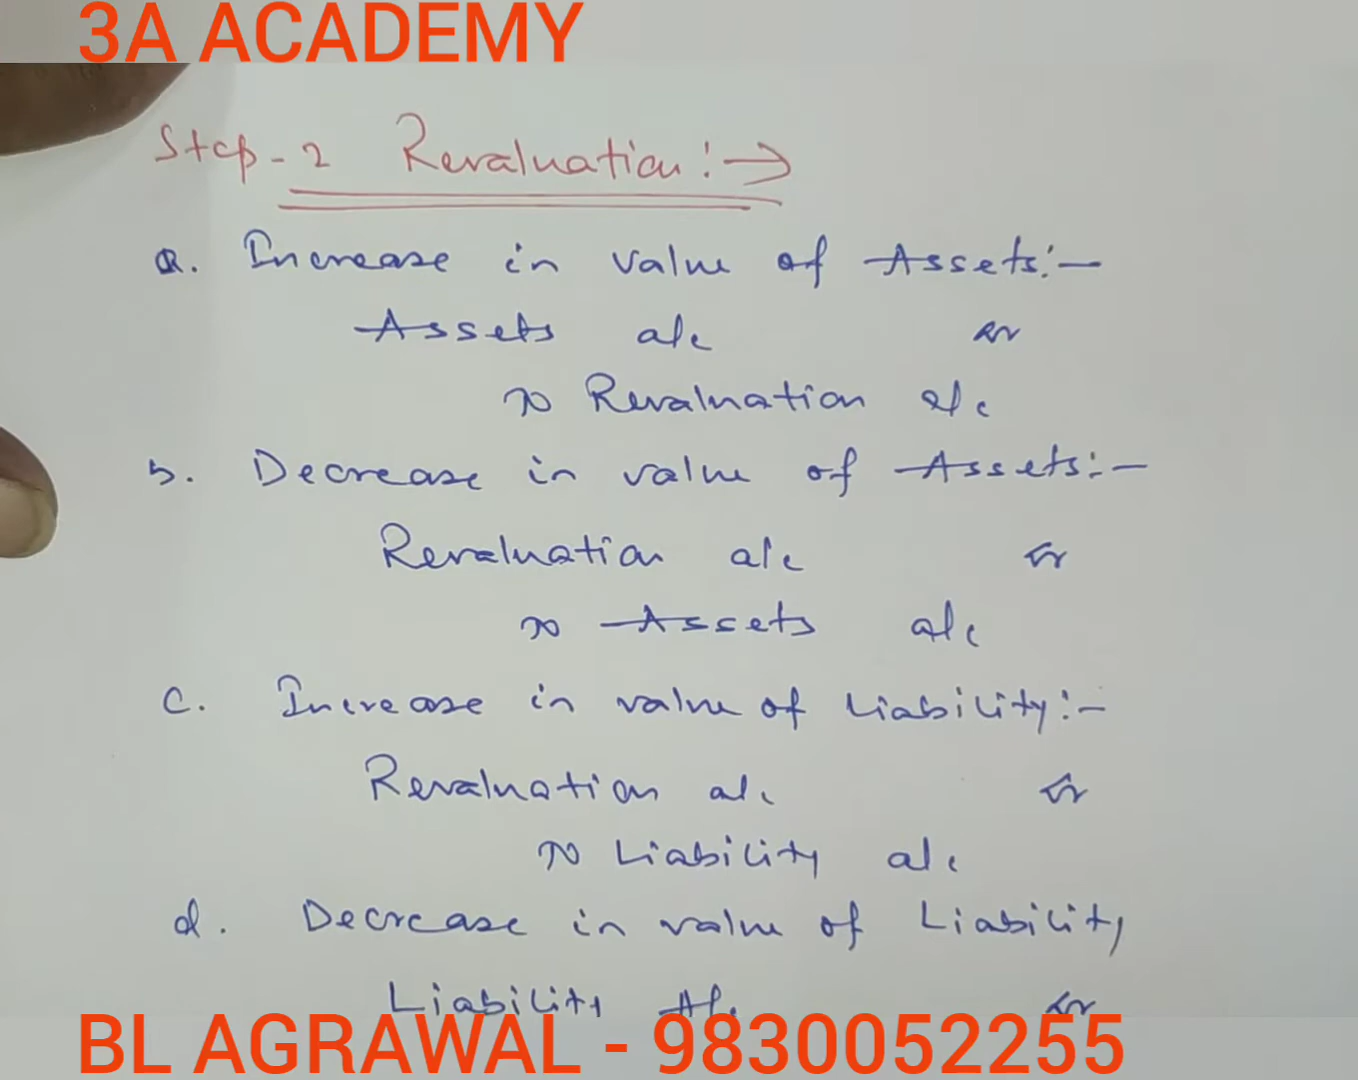 3A ACADEMY
Step-2 Revaluation:→
a. Increase in value of Assets:-
Assets a/c Dr
To Revaluation a/c
b. Decrease in value of Assets:-
Revaluation a/c Dr
To Assets a/c
c. Increase in value of Liability:-
Revaluation a/c Dr
To Liability a/c
d. Decrease in value of Liability
Liability A/c Dr
BL AGRAWAL - 9830052255